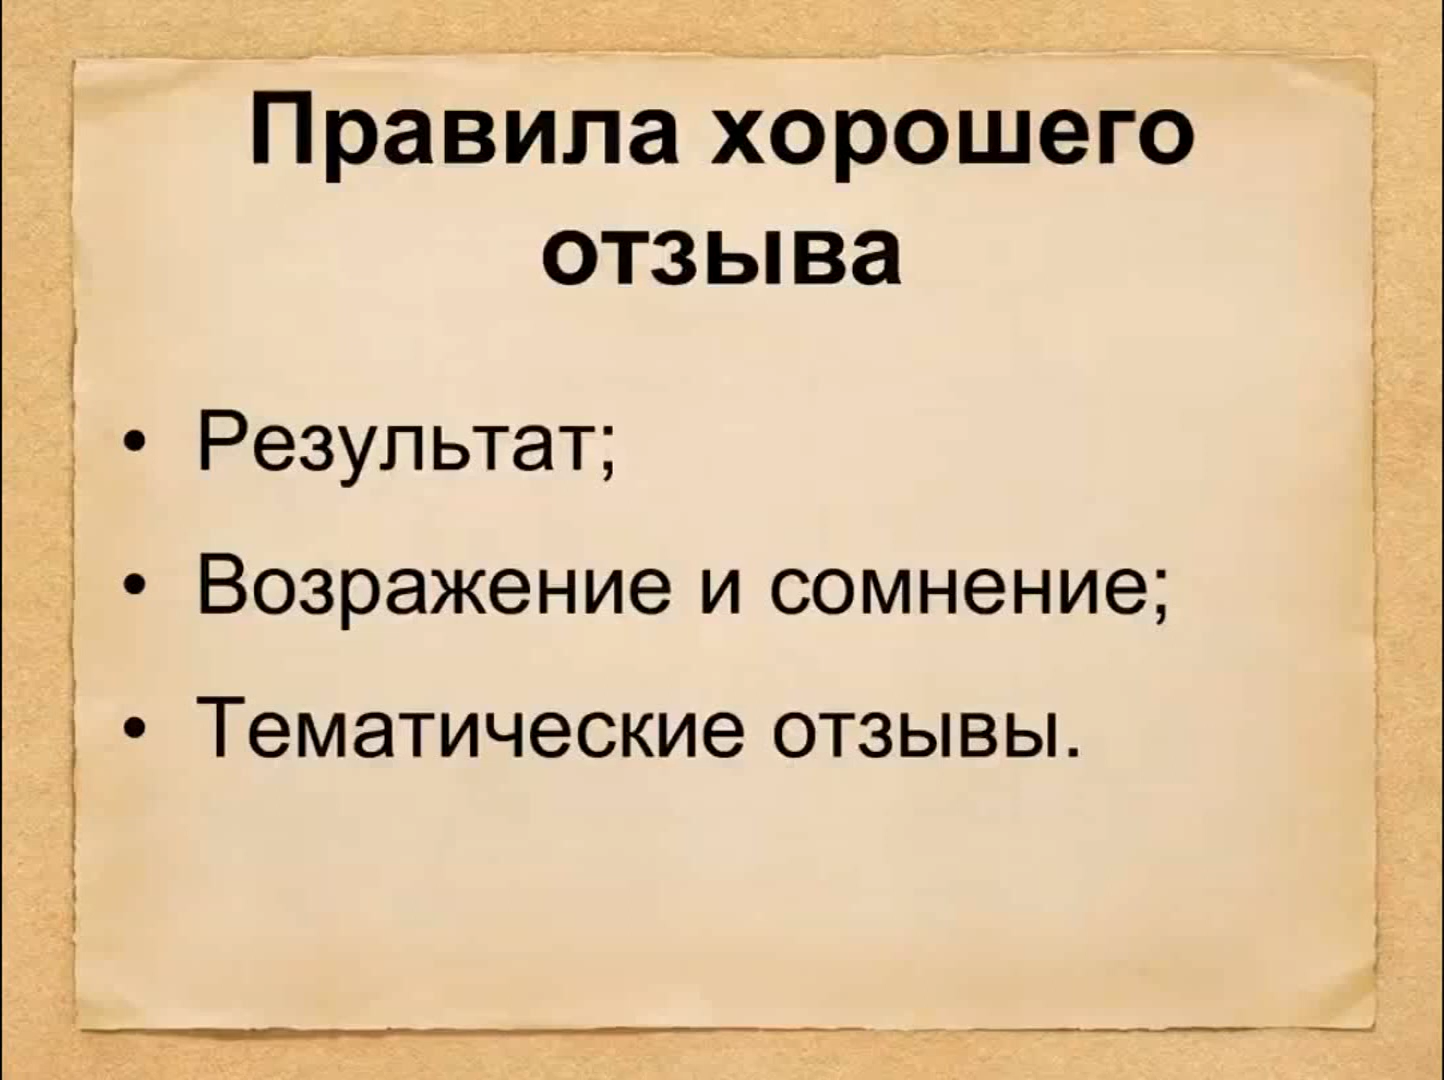 Правила хорошего
отзыва
• Результат;
• Возражение и сомнение;
• Тематические отзывы.